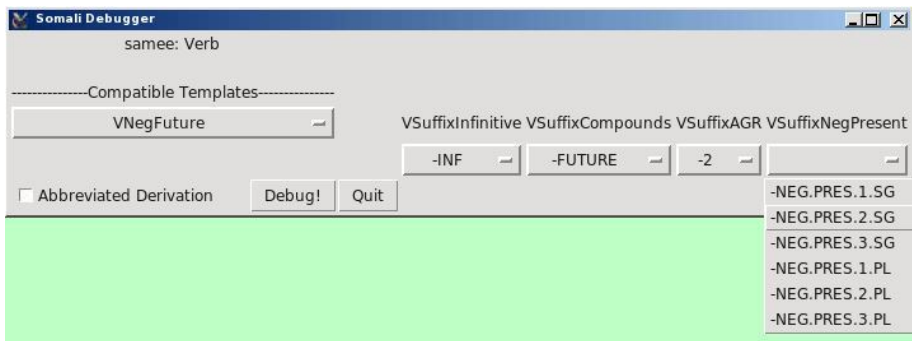 Somali Debugger
samee: Verb
---------------Compatible Templates---------------
VNegFuture
VSuffixInfinitive VSuffixCompounds VSuffixAGR VSuffixNegPresent
-INF -FUTURE -2
Abbreviated Derivation Debug! Quit
-NEG.PRES.1.SG
-NEG.PRES.2.SG
-NEG.PRES.3.SG
-NEG.PRES.1.PL
-NEG.PRES.2.PL
-NEG.PRES.3.PL